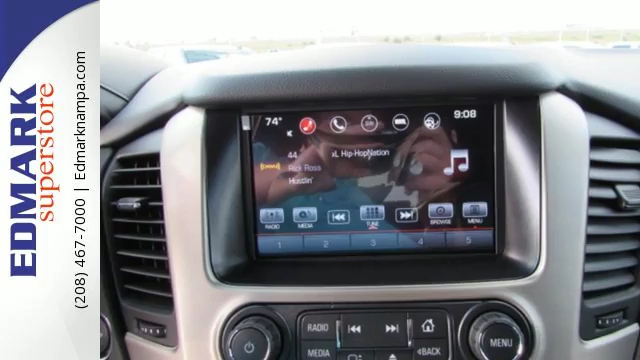 EDMARK
superstore
(208) 467-7000 | Edmarknampa.com
74° 9:08
44 xL Hip-HopNation
Rick Ross
Hustlin'
RADIO MEDIA TUNE BROWSE MENU
1 2 3 4 5
RADIO
MEDIA BACK MENU